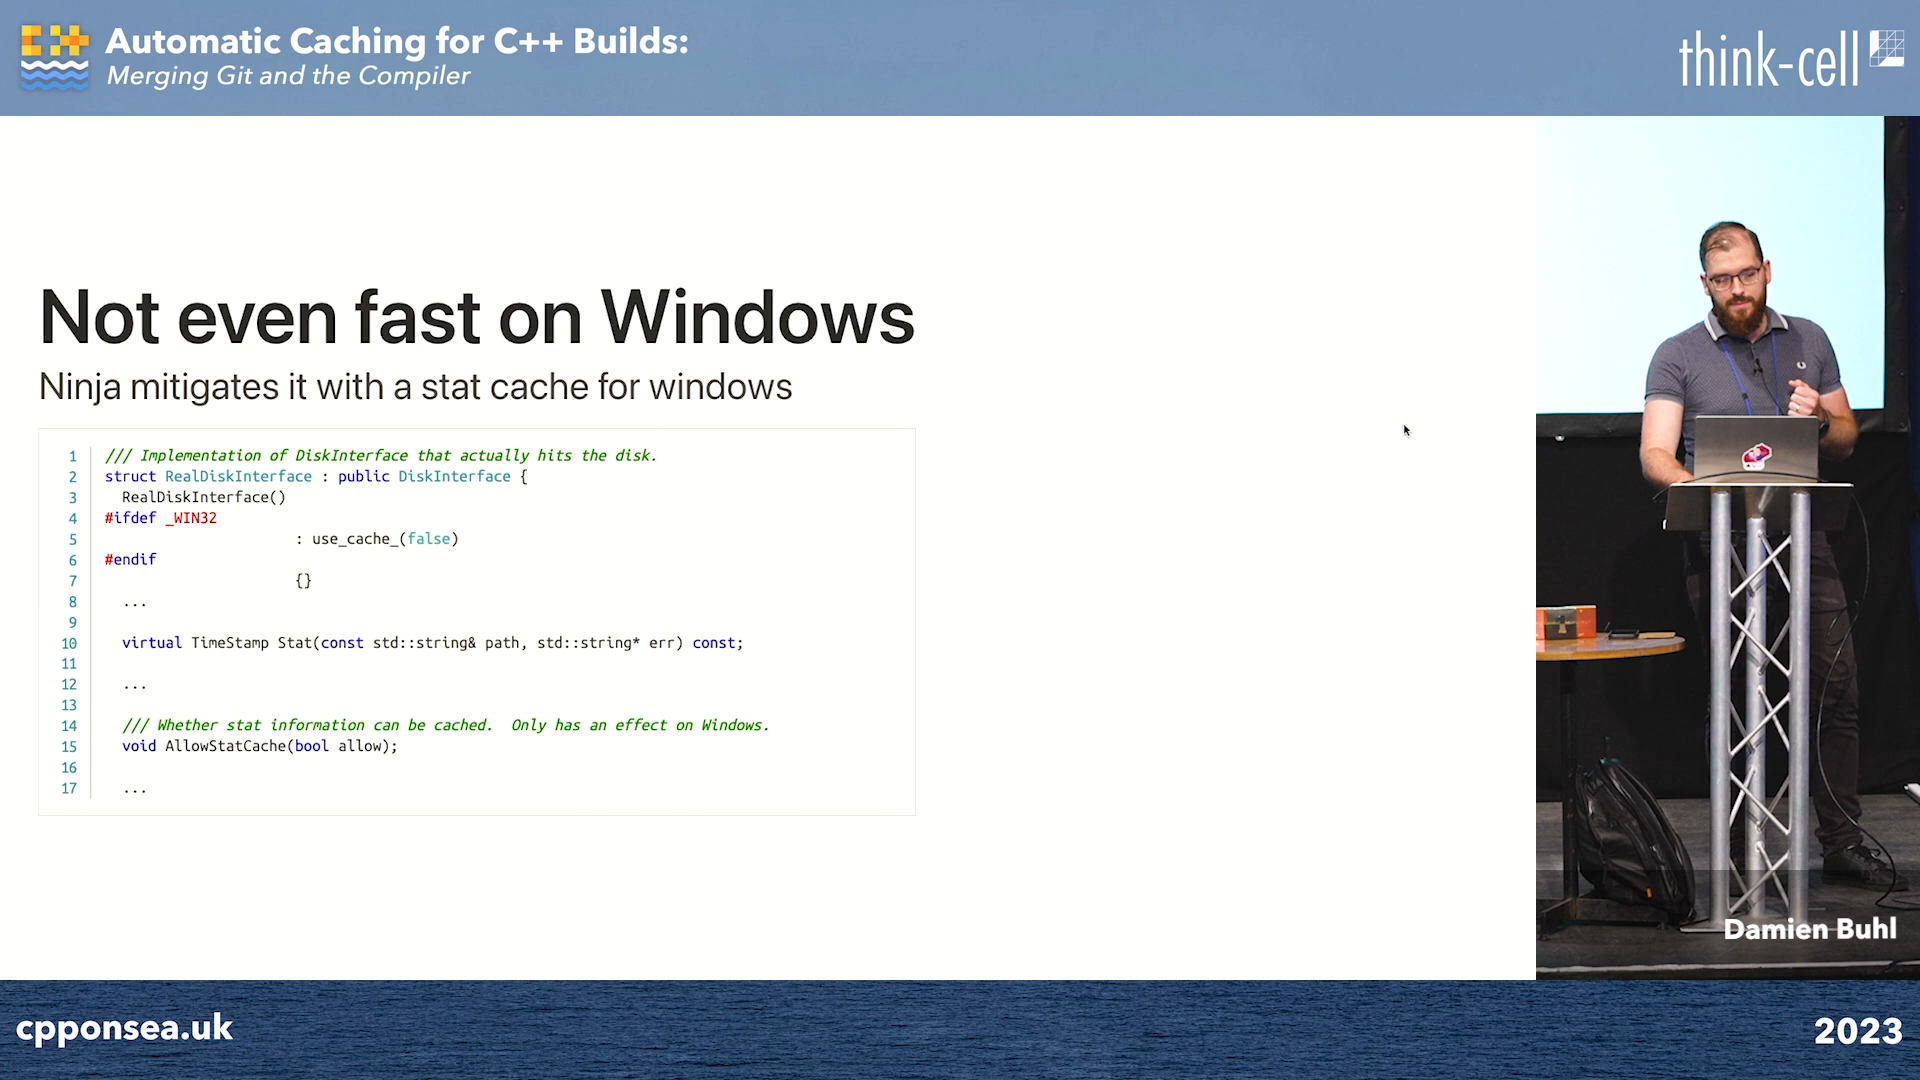 Automatic Caching for C++ Builds:
Merging Git and the Compiler
think-cell
Not even fast on Windows
Ninja mitigates it with a stat cache for windows
1 /// Implementation of DiskInterface that actually hits the disk.
2 struct RealDiskInterface : public DiskInterface {
3 RealDiskInterface()
4 #ifdef _WIN32
5 : use_cache_(false)
6 #endif
7 {}
8 ...
9
10 virtual TimeStamp Stat(const std::string& path, std::string* err) const;
11
12 ...
13
14 /// Whether stat information can be cached.  Only has an effect on Windows.
15 void AllowStatCache(bool allow);
16
17 ...
Damien Buhl
cpponsea.uk
2023